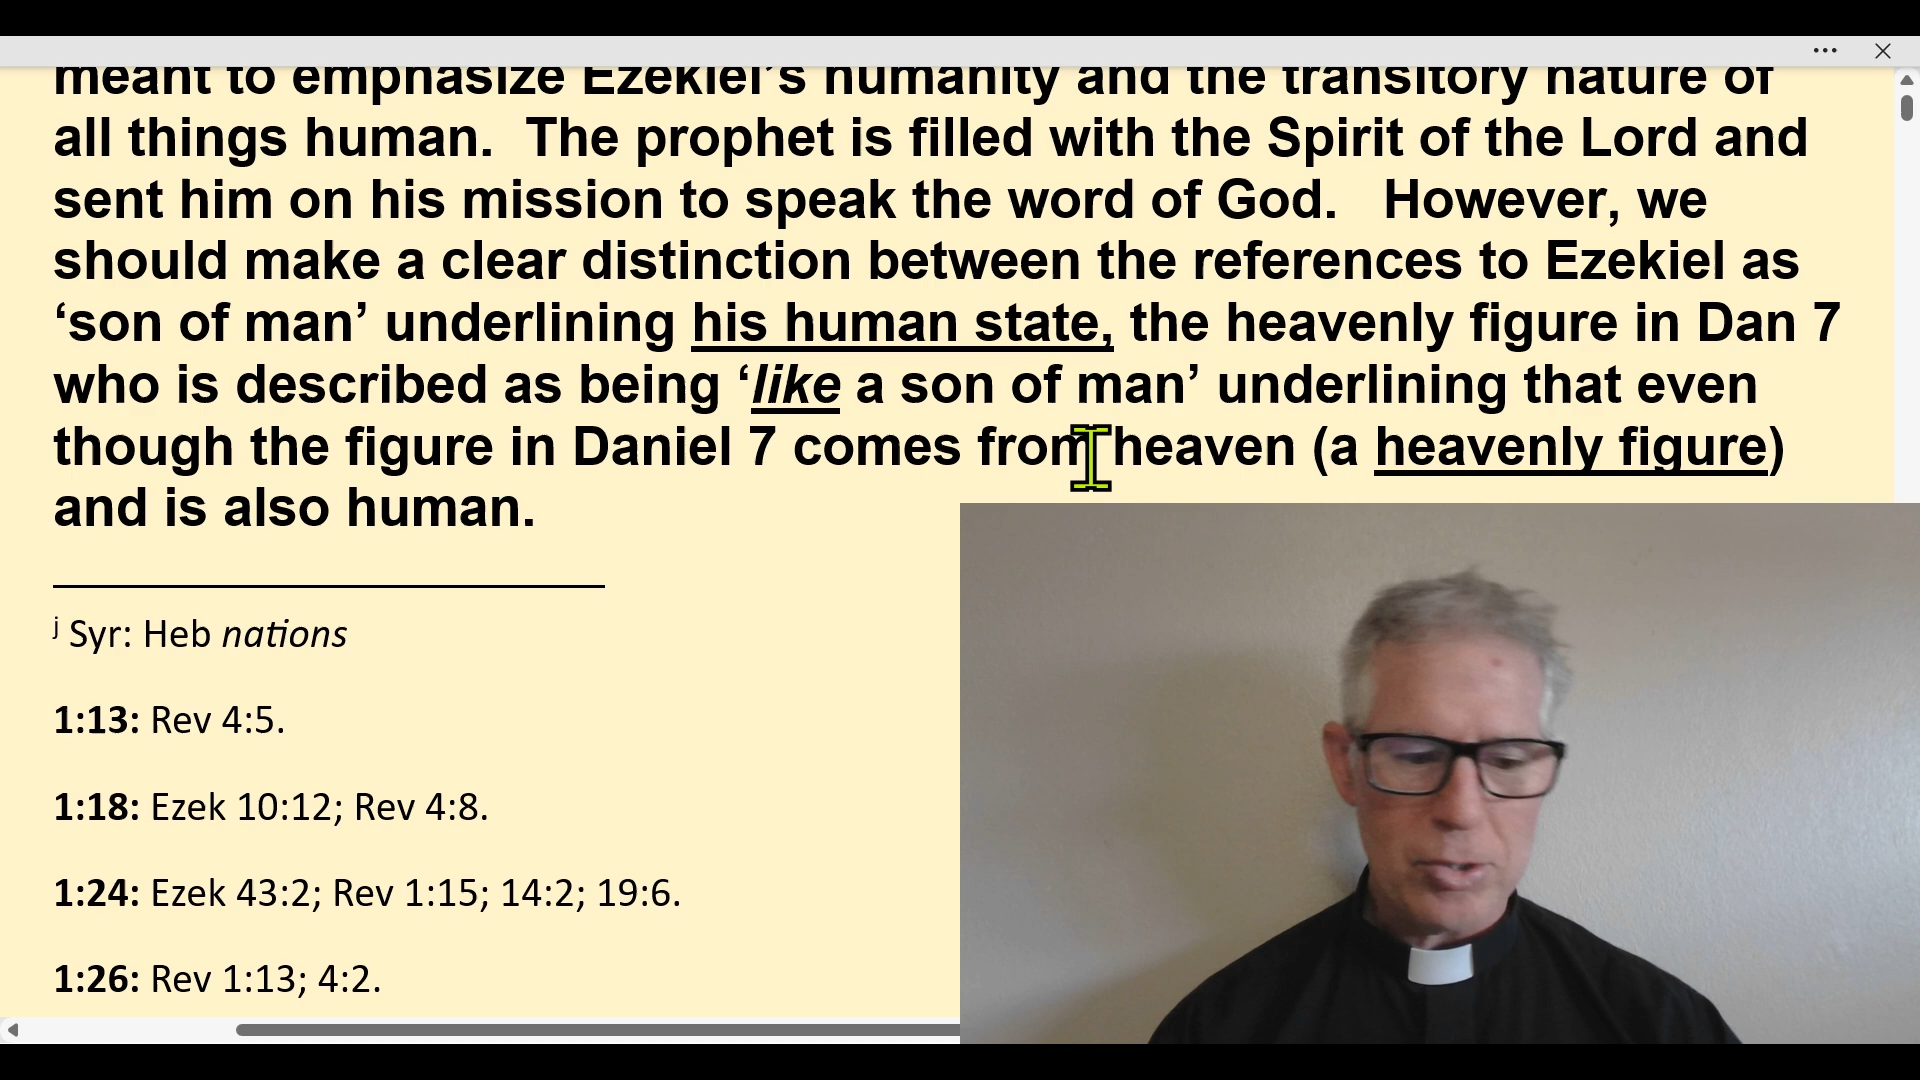 meant to emphasize Ezekiel’s humanity and the transitory nature of
all things human.  The prophet is filled with the Spirit of the Lord and
sent him on his mission to speak the word of God.   However, we
should make a clear distinction between the references to Ezekiel as
‘son of man’ underlining his human state, the heavenly figure in Dan 7
who is described as being ‘like a son of man’ underlining that even
though the figure in Daniel 7 comes from heaven (a heavenly figure)
and is also human.
j Syr: Heb nations
1:13: Rev 4:5.
1:18: Ezek 10:12; Rev 4:8.
1:24: Ezek 43:2; Rev 1:15; 14:2; 19:6.
1:26: Rev 1:13; 4:2.